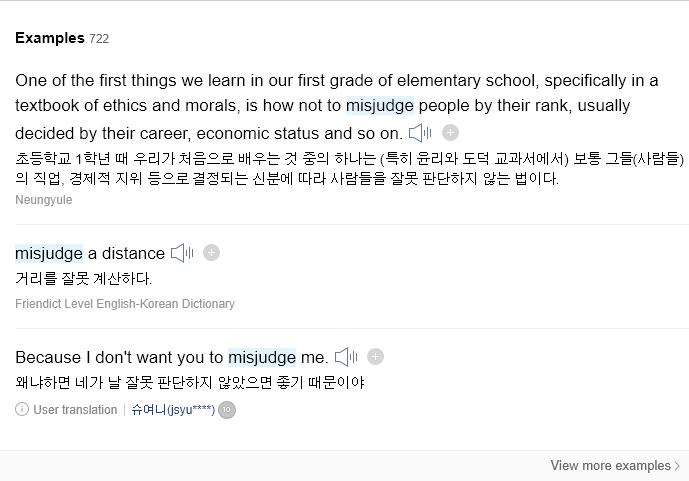 Examples 722
One of the first things we learn in our first grade of elementary school, specifically in a
textbook of ethics and morals, is how not to misjudge people by their rank, usually
decided by their career, economic status and so on.
초등학교 1학년 때 우리가 처음으로 배우는 것 중의 하나는 (특히 윤리와 도덕 교과서에서) 보통 그들(사람들)
의 직업, 경제적 지위 등으로 결정되는 신분에 따라 사람들을 잘못 판단하지 않는 법이다.
Neungyule
misjudge a distance
거리를 잘못 계산하다.
Friendict Level English-Korean Dictionary
Because I don't want you to misjudge me.
왜냐하면 네가 날 잘못 판단하지 않았으면 좋기 때문이야
User translation 슈여니(jsyu****) 10
View more examples